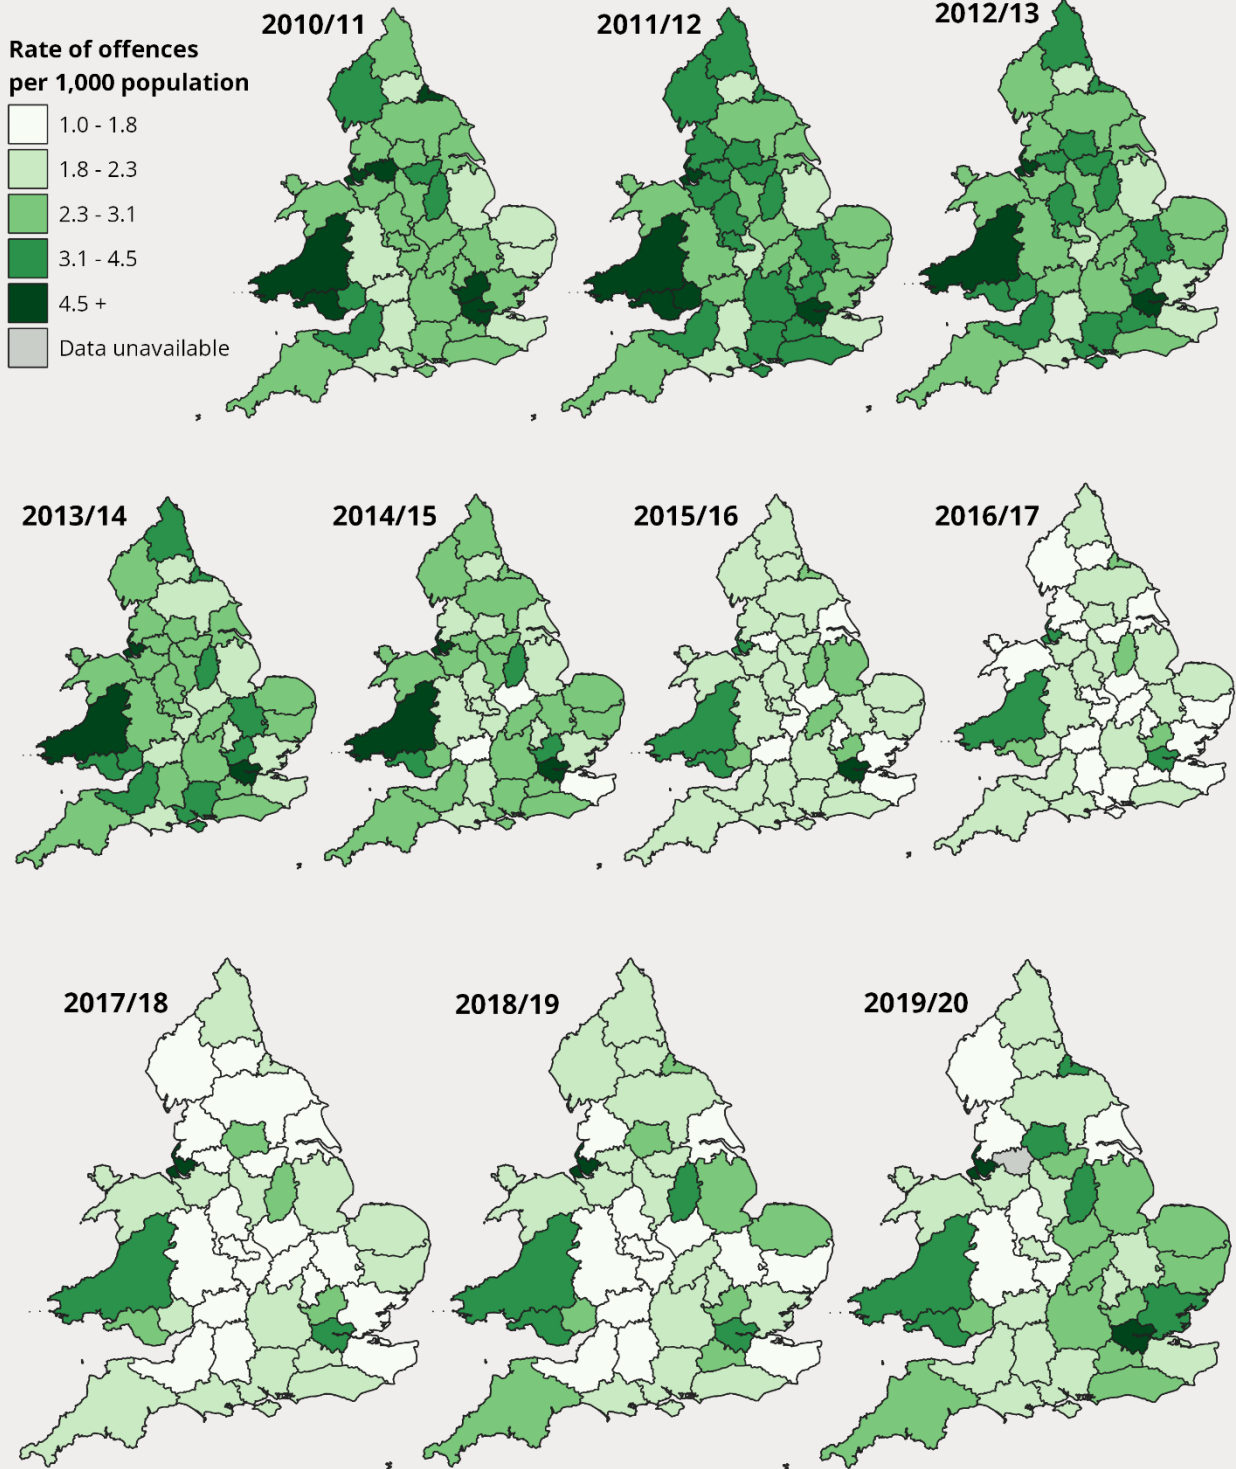 2010/11
2011/12
2012/13
Rate of offences
per 1,000 population
1.0 - 1.8
1.8 - 2.3
2.3 - 3.1
3.1 - 4.5
4.5 +
Data unavailable
2013/14
2014/15
2015/16
2016/17
2017/18
2018/19
2019/20